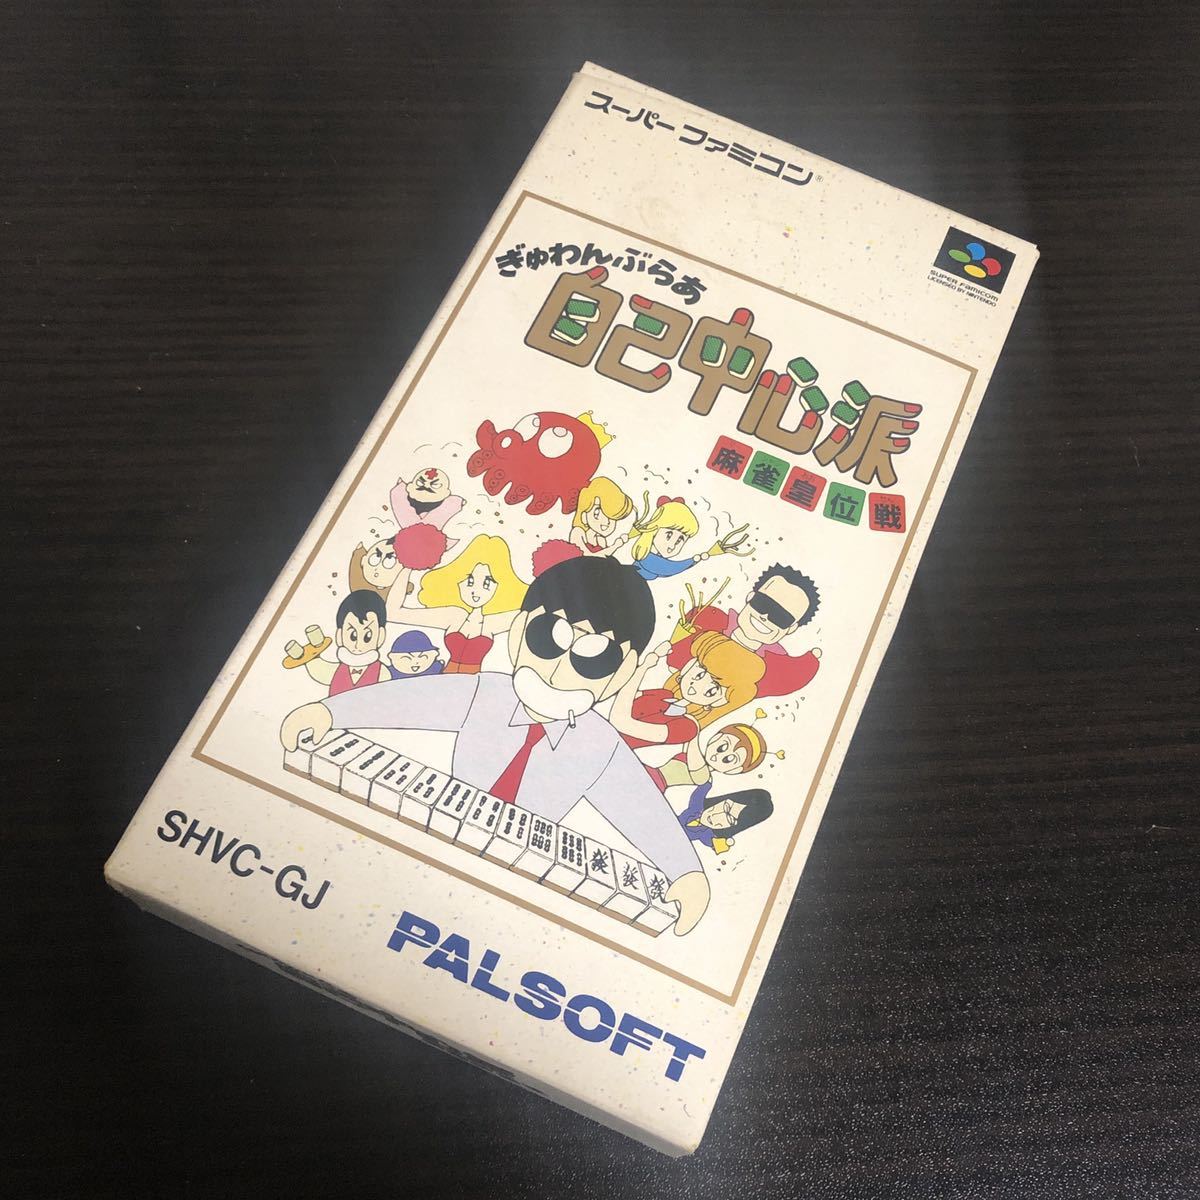 スーパーファミコン®
SUPER FAMICOM
LICENSED BY NINTENDO
ぎゅわんぶらあ
自己中心派
麻雀皇位戦
發 發 發
SHVC-GJ
PALSOFT